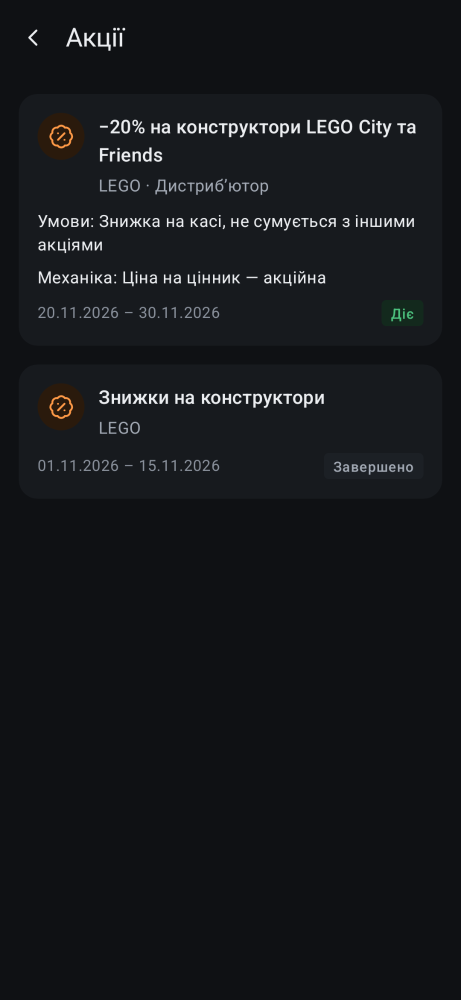 Акції
−20% на конструктори LEGO City та
Friends
LEGO · Дистрибʼютор
Умови: Знижка на касі, не сумується з іншими
акціями
Механіка: Ціна на цінник — акційна
20.11.2026 – 30.11.2026
Діє
Знижки на конструктори
LEGO
01.11.2026 – 15.11.2026
Завершено